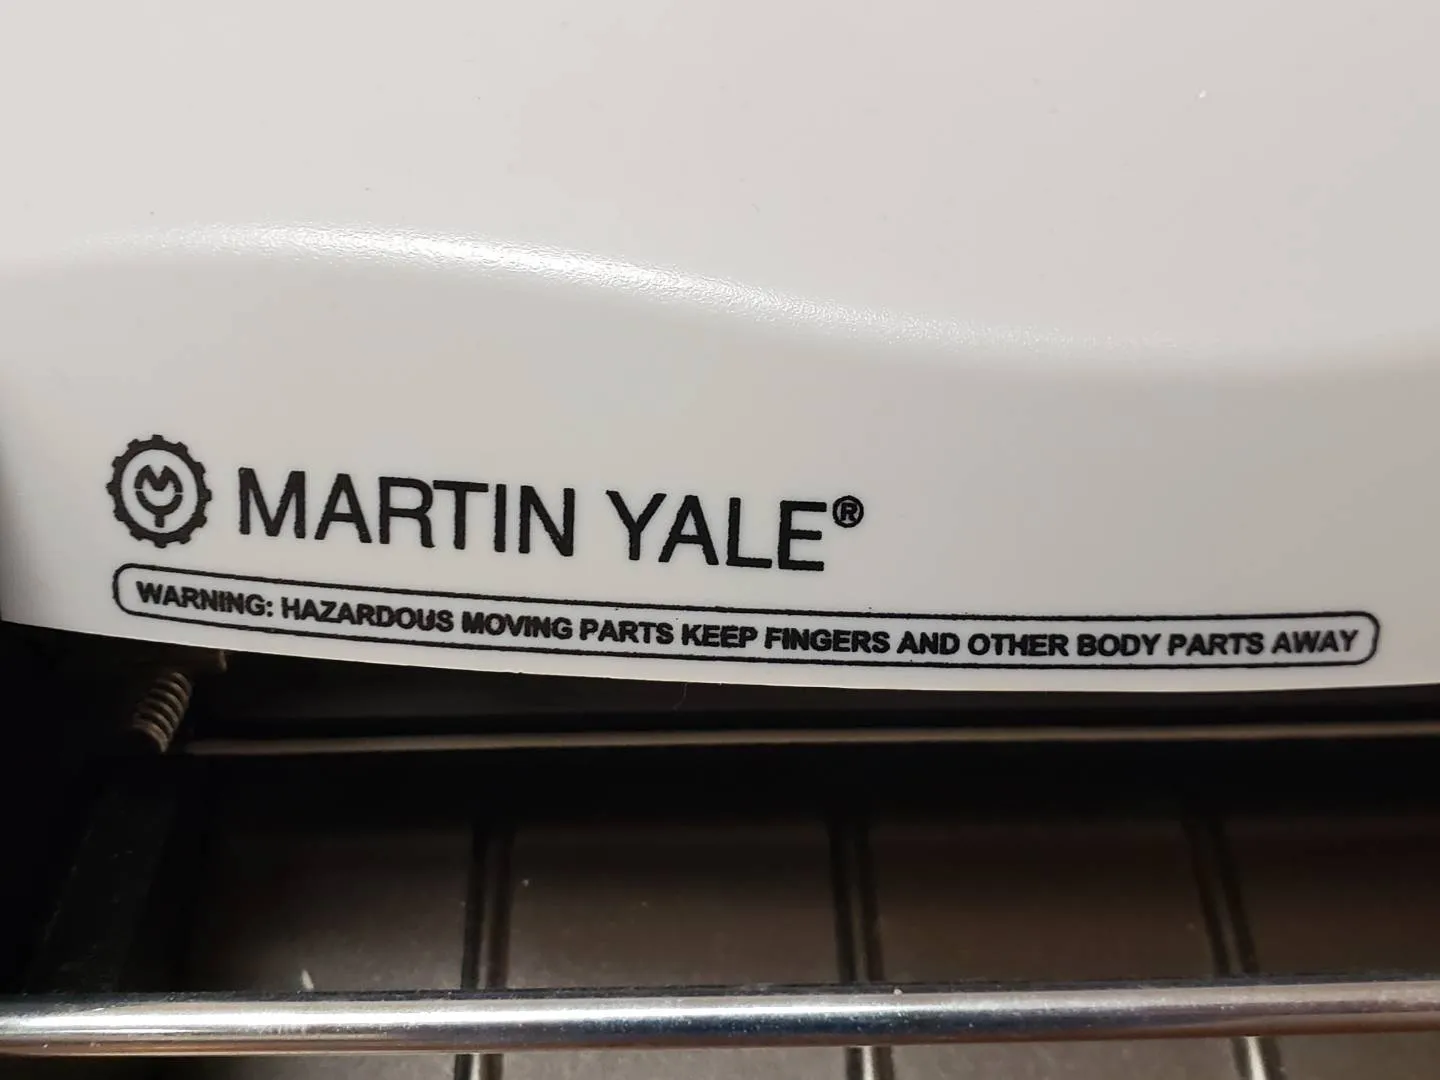 MARTIN YALE®
WARNING: HAZARDOUS MOVING PARTS KEEP FINGERS AND OTHER BODY PARTS AWAY